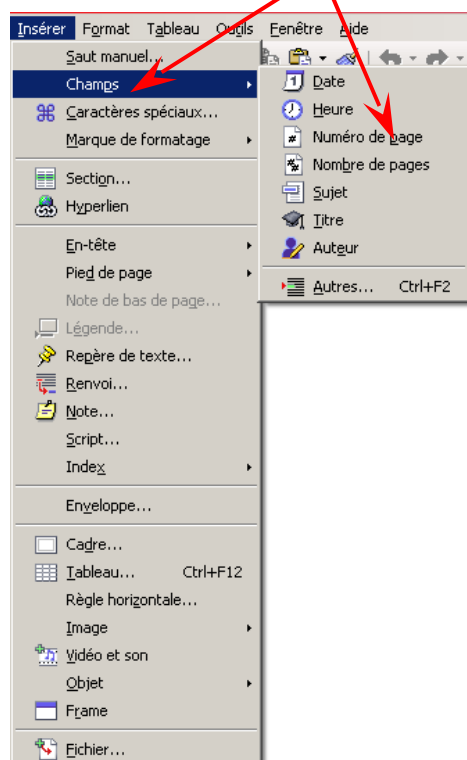 Insérer Format Tableau Outils Fenêtre Aide
Saut manuel...
Champs
Caractères spéciaux...
Marque de formatage
Section...
Hyperlien
En-tête
Pied de page
Note de bas de page...
Légende...
Repère de texte...
Renvoi...
Note...
Script...
Index
Enveloppe...
Cadre...
Tableau... Ctrl+F12
Règle horizontale...
Image
Vidéo et son
Objet
Frame
Fichier...
Date
Heure
Numéro de page
Nombre de pages
Sujet
Titre
Auteur
Autres... Ctrl+F2